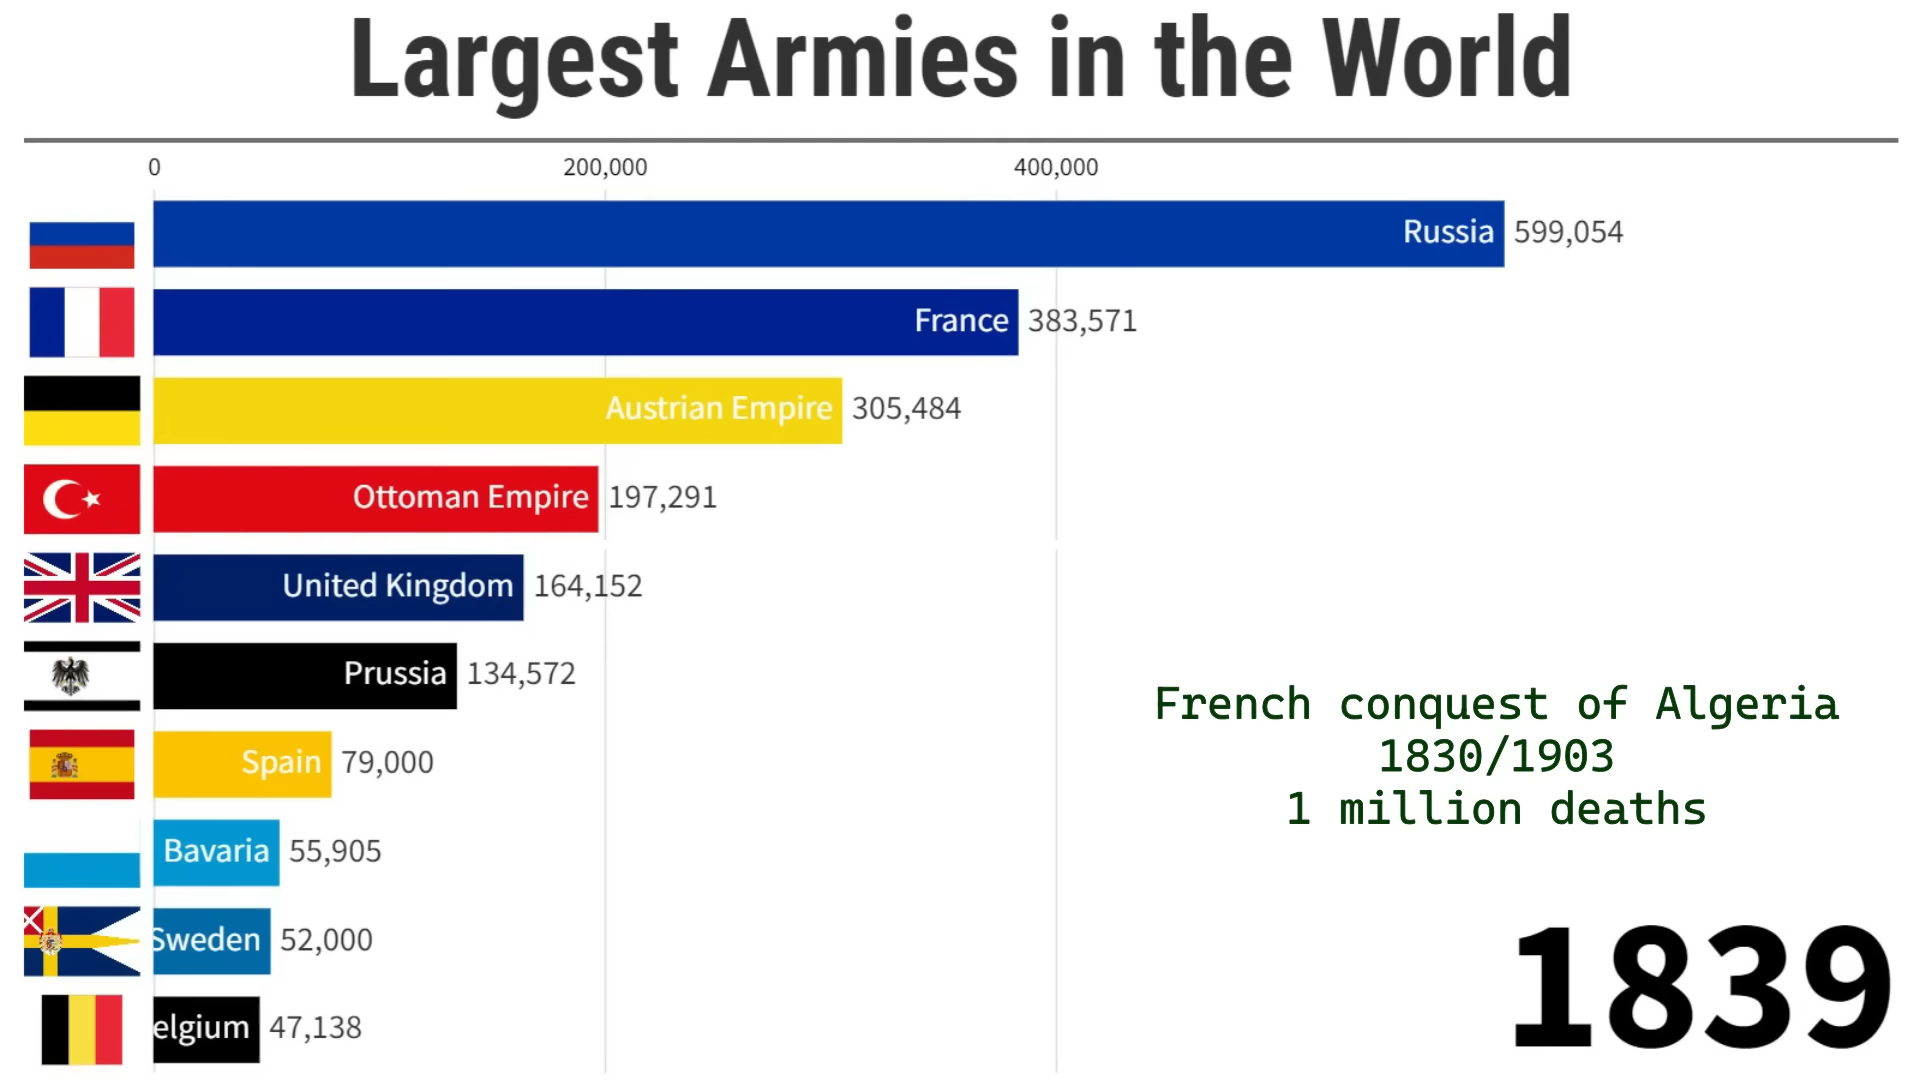 Largest Armies in the World
0 200,000 400,000
Russia 599,054
France 383,571
Austrian Empire 305,484
Ottoman Empire 197,291
United Kingdom 164,152
Prussia 134,572
Spain 79,000
Bavaria 55,905
Sweden 52,000
elgium 47,138
French conquest of Algeria
1830/1903
1 million deaths
1839